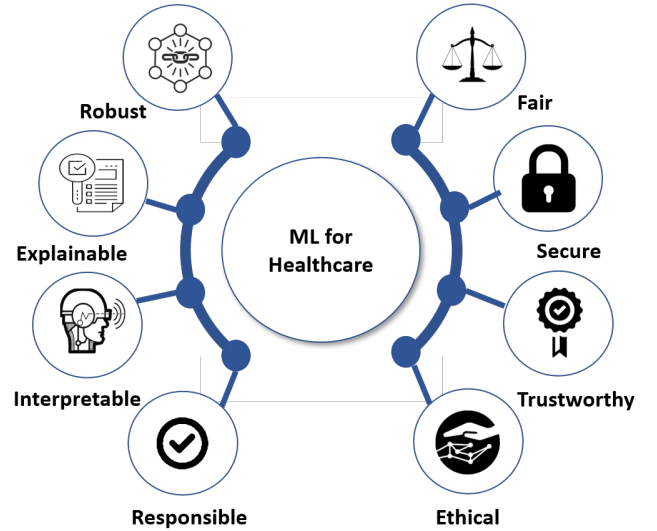 Robust
Fair
Explainable
Secure
ML for
Healthcare
Interpretable
Trustworthy
Responsible
Ethical